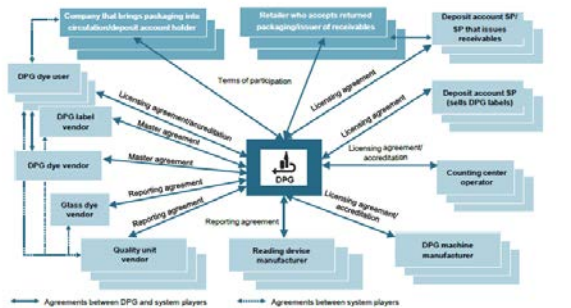 Company that brings packaging into
circulation/deposit account holder
Retailer who accepts returned
packaging/issuer of receivables
Deposit account SP/
SP that issues
receivables
DPG dye user
Terms of participation
Licensing agreement
Deposit account SP
(sells DPG labels)
Licensing agreement/accreditation
DPG label
vendor
Master agreement
Licensing agreement
Licensing agreement/
accreditation
DPG dye vendor
Master agreement
DPG
Counting center
operator
Glass dye
vendor
Reporting agreement
Reporting agreement
Licensing agreement/
accreditation
Reporting agreement
Quality unit
vendor
Reading device
manufacturer
DPG machine
manufacturer
Agreements between DPG and system players
Agreements between system players